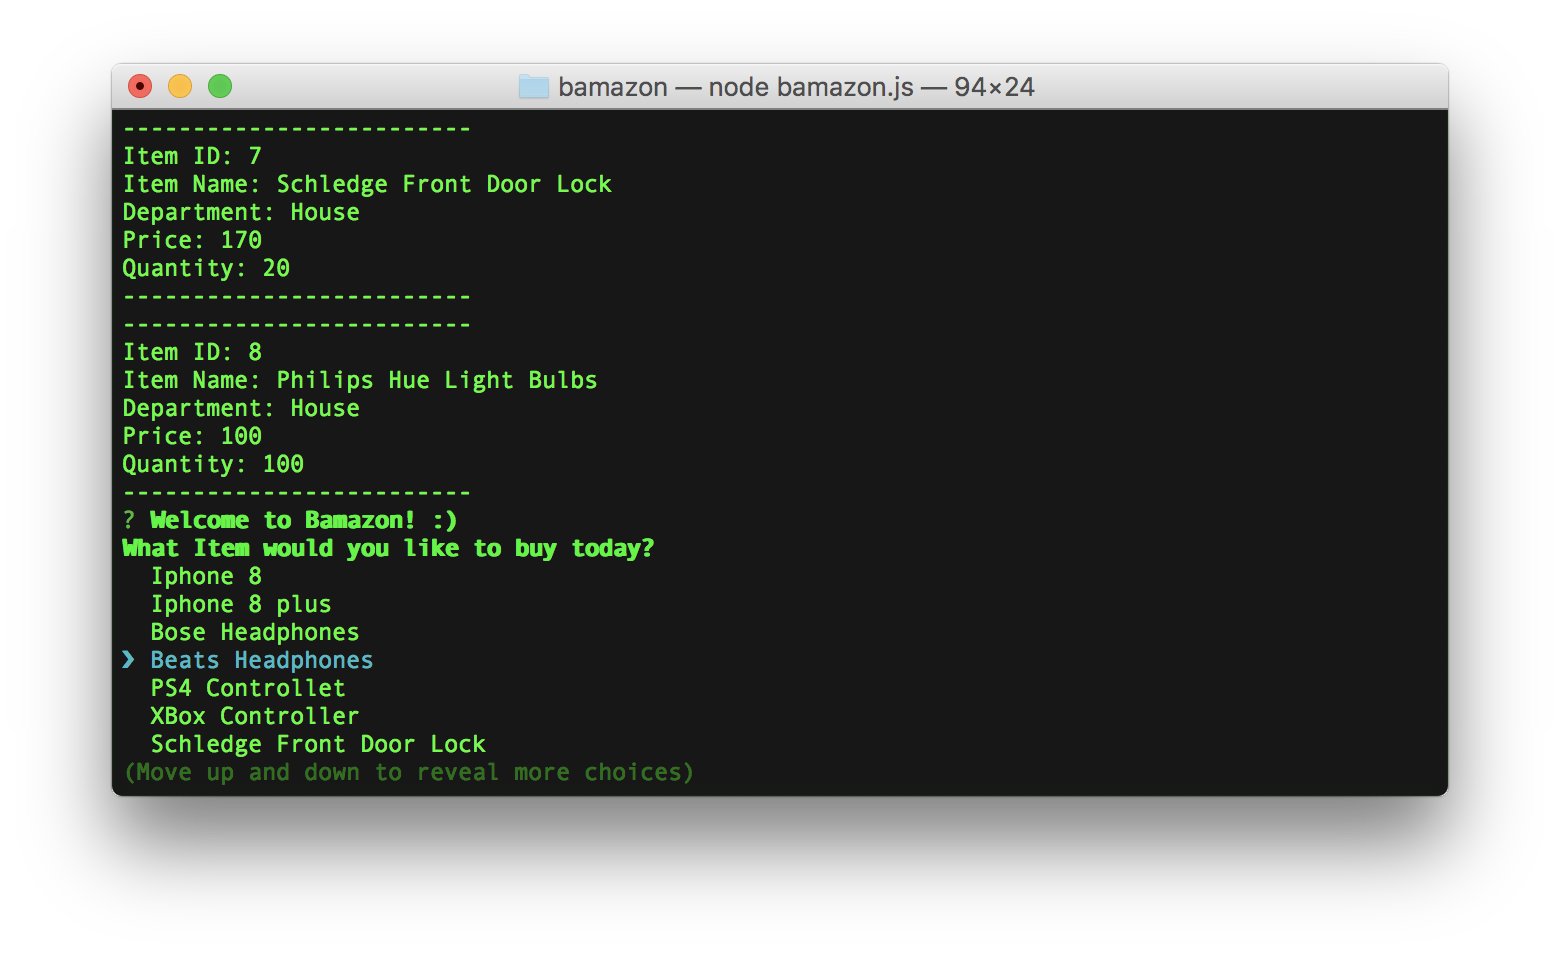 bamazon — node bamazon.js — 94×24
-------------------------
Item ID: 7
Item Name: Schledge Front Door Lock
Department: House
Price: 170
Quantity: 20
-------------------------
-------------------------
Item ID: 8
Item Name: Philips Hue Light Bulbs
Department: House
Price: 100
Quantity: 100
-------------------------
? Welcome to Bamazon! :)
What Item would you like to buy today?
  Iphone 8
  Iphone 8 plus
  Bose Headphones
❯ Beats Headphones
  PS4 Controllet
  XBox Controller
  Schledge Front Door Lock
(Move up and down to reveal more choices)